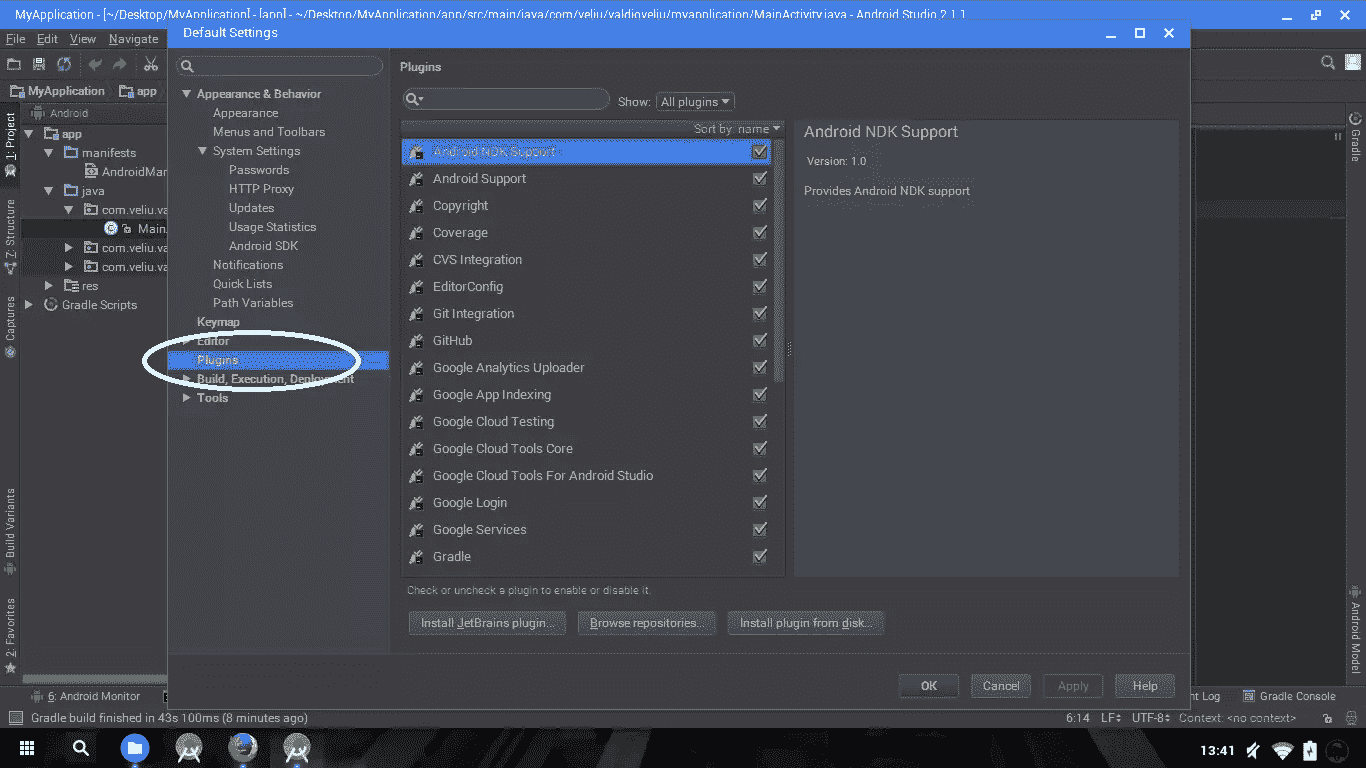 MyApplication - [~/Desktop/MyApplication] - [app] - ~/Desktop/MyApplication/app/src/main/java/com/veliu/valdioveliu/myapplication/MainActivity.java - Android Studio 2.1.1
Default Settings
File Edit View Navigate
MyApplication app
Android
1: Project
7: Structure
Captures
Build Variants
2: Favorites
app
manifests
AndroidMan
java
com.veliu.va
Main.
com.veliu.va
com.veliu.va
res
Gradle Scripts
Appearance & Behavior
Appearance
Menus and Toolbars
System Settings
Passwords
HTTP Proxy
Updates
Usage Statistics
Android SDK
Notifications
Quick Lists
Path Variables
Keymap
Editor
Plugins
Build, Execution, Deployment
Tools
Plugins
Show: All plugins
Sort by: name
Android NDK Support
Android Support
Copyright
Coverage
CVS Integration
EditorConfig
Git Integration
GitHub
Google Analytics Uploader
Google App Indexing
Google Cloud Testing
Google Cloud Tools Core
Google Cloud Tools For Android Studio
Google Login
Google Services
Gradle
Check or uncheck a plugin to enable or disable it.
Install JetBrains plugin... Browse repositories... Install plugin from disk...
Android NDK Support
Version: 1.0
Provides Android NDK support
OK Cancel Apply Help
Gradle
Android Model
6: Android Monitor
nt Log Gradle Console
Gradle build finished in 43s 100ms (8 minutes ago)
6:14 LF UTF-8 Context: <no context>
13:41